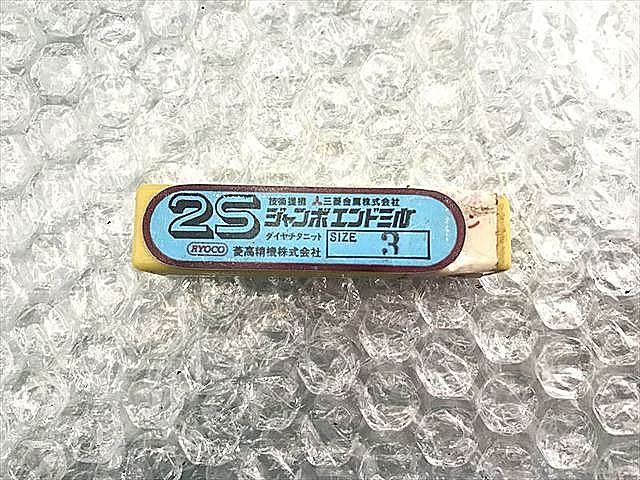 2S
技術提携 三菱金属株式会社
ジャンボエンドミル
ダイヤチタニット SIZE 3
RYOCO 菱高精機株式会社